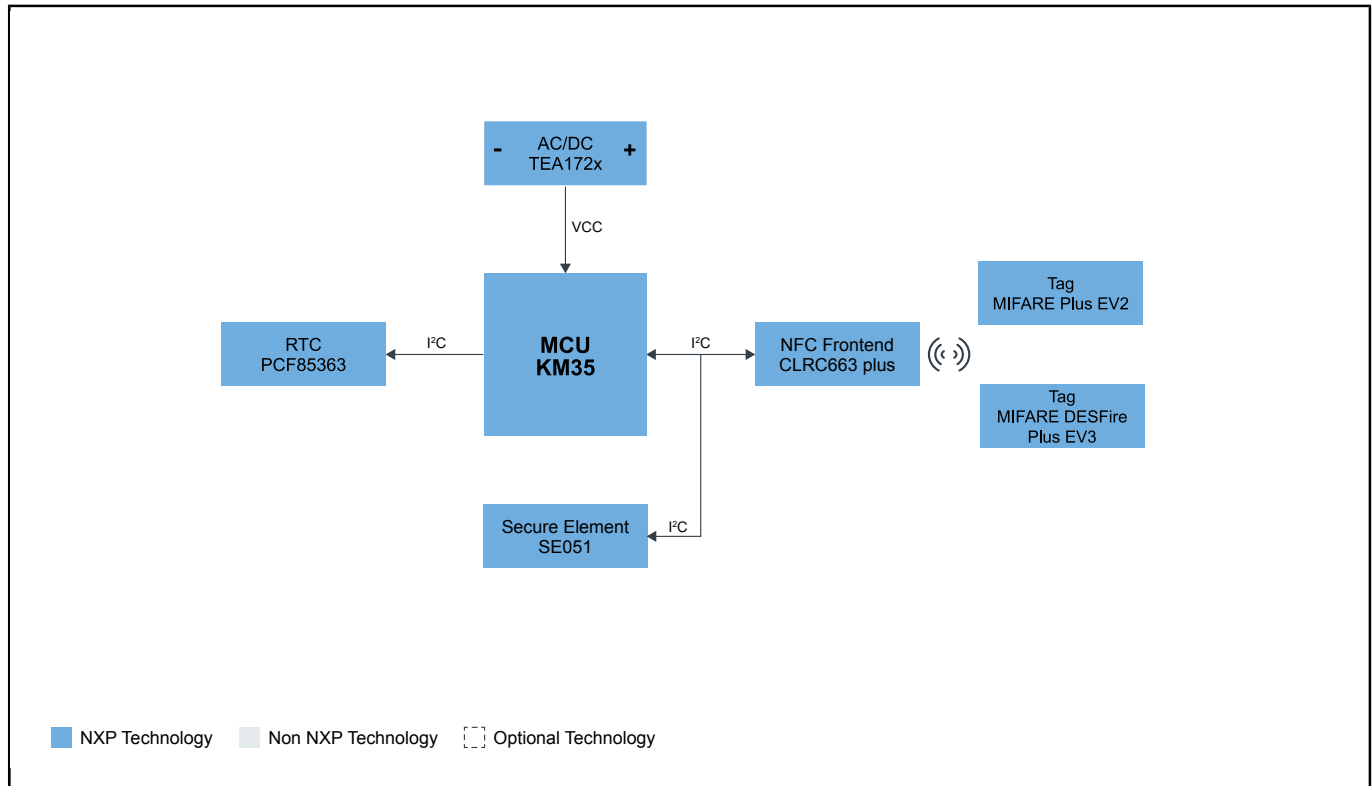 - AC/DC +
TEA172x
VCC
RTC
PCF85363
I²C
MCU
KM35
I²C
NFC Frontend
CLRC663 plus
Tag
MIFARE Plus EV2
Tag
MIFARE DESFire
Plus EV3
Secure Element
SE051
I²C
NXP Technology
Non NXP Technology
Optional Technology